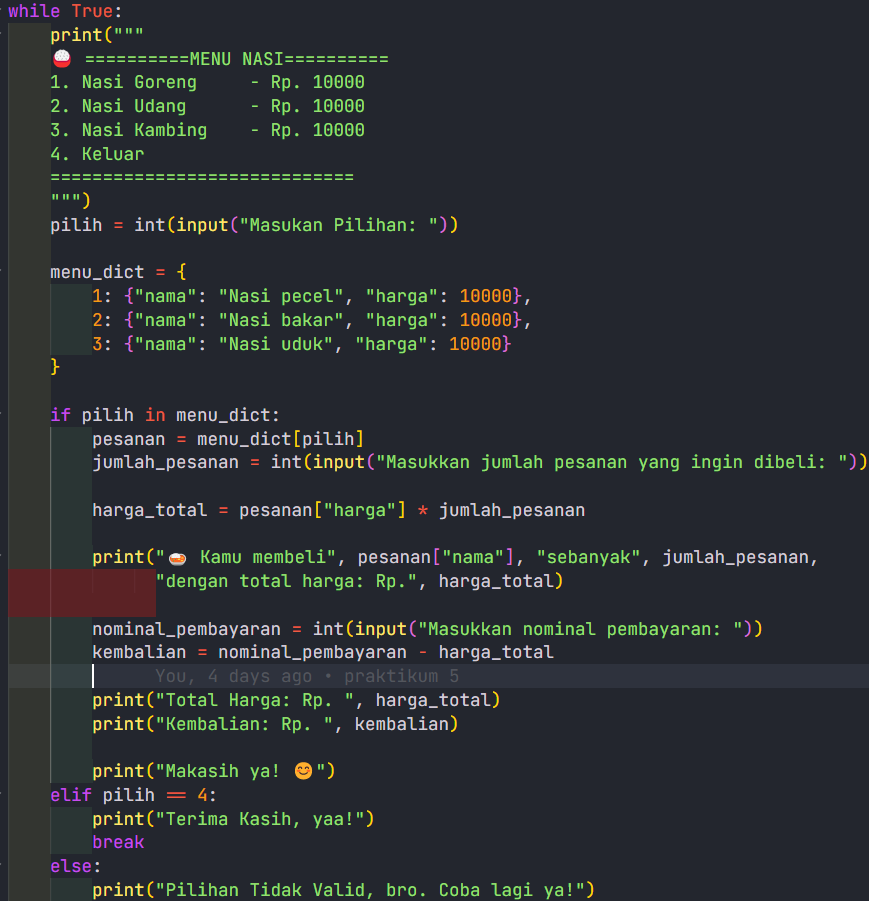 while True:
    print("""
    🍚 ==========MENU NASI==========
    1. Nasi Goreng     - Rp. 10000
    2. Nasi Udang      - Rp. 10000
    3. Nasi Kambing    - Rp. 10000
    4. Keluar
    =============================
    """)
    pilih = int(input("Masukan Pilihan: "))

    menu_dict = {
        1: {"nama": "Nasi pecel", "harga": 10000},
        2: {"nama": "Nasi bakar", "harga": 10000},
        3: {"nama": "Nasi uduk", "harga": 10000}
    }

    if pilih in menu_dict:
        pesanan = menu_dict[pilih]
        jumlah_pesanan = int(input("Masukkan jumlah pesanan yang ingin dibeli: "))

        harga_total = pesanan["harga"] * jumlah_pesanan

        print("🍛 Kamu membeli", pesanan["nama"], "sebanyak", jumlah_pesanan,
              "dengan total harga: Rp.", harga_total)

        nominal_pembayaran = int(input("Masukkan nominal pembayaran: "))
        kembalian = nominal_pembayaran - harga_total
              You, 4 days ago • praktikum 5
        print("Total Harga: Rp. ", harga_total)
        print("Kembalian: Rp. ", kembalian)

        print("Makasih ya! 😊")
    elif pilih == 4:
        print("Terima Kasih, yaa!")
        break
    else:
        print("Pilihan Tidak Valid, bro. Coba lagi ya!")